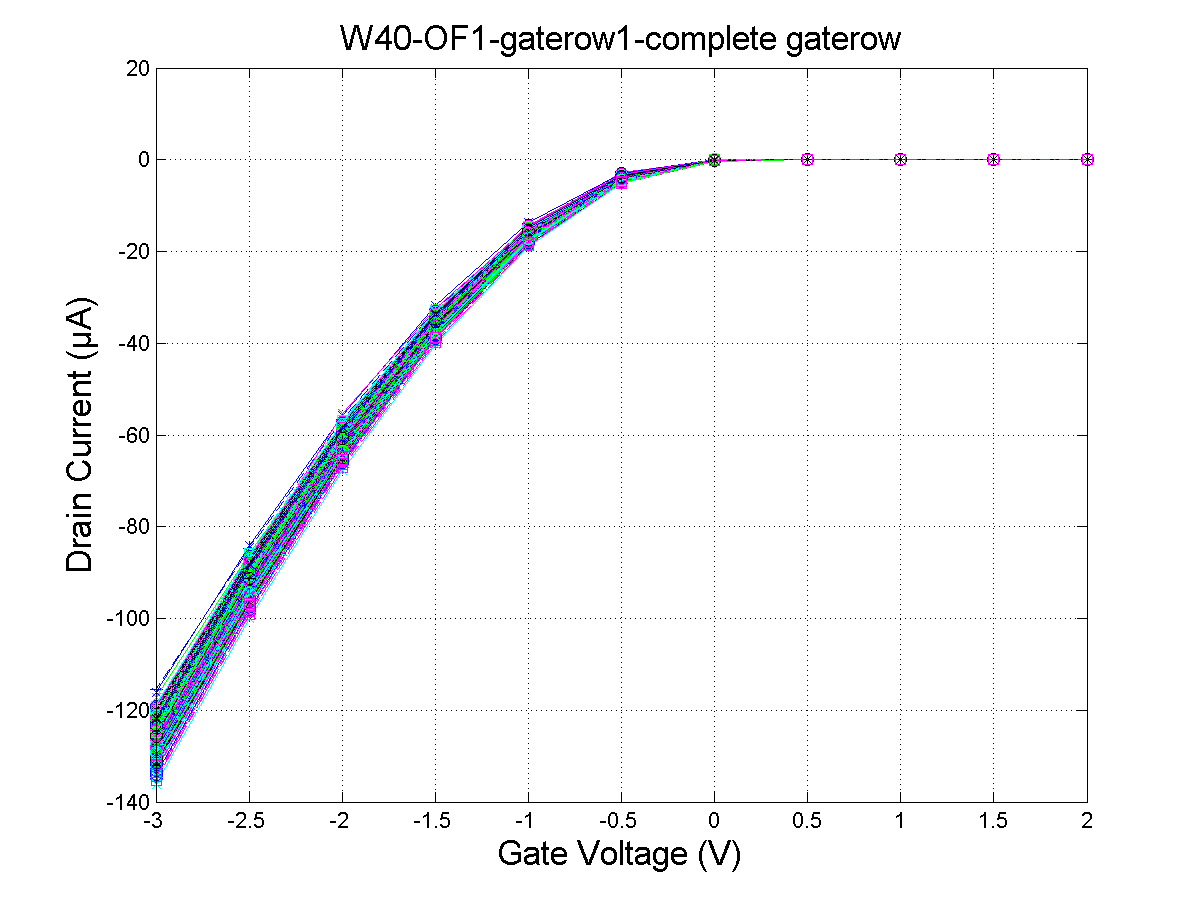 W40-OF1-gaterow1-complete gaterow
20
0
-20
-40
-60
-80
-100
-120
-140
Drain Current (µA)
-3 -2.5 -2 -1.5 -1 -0.5 0 0.5 1 1.5 2
Gate Voltage (V)